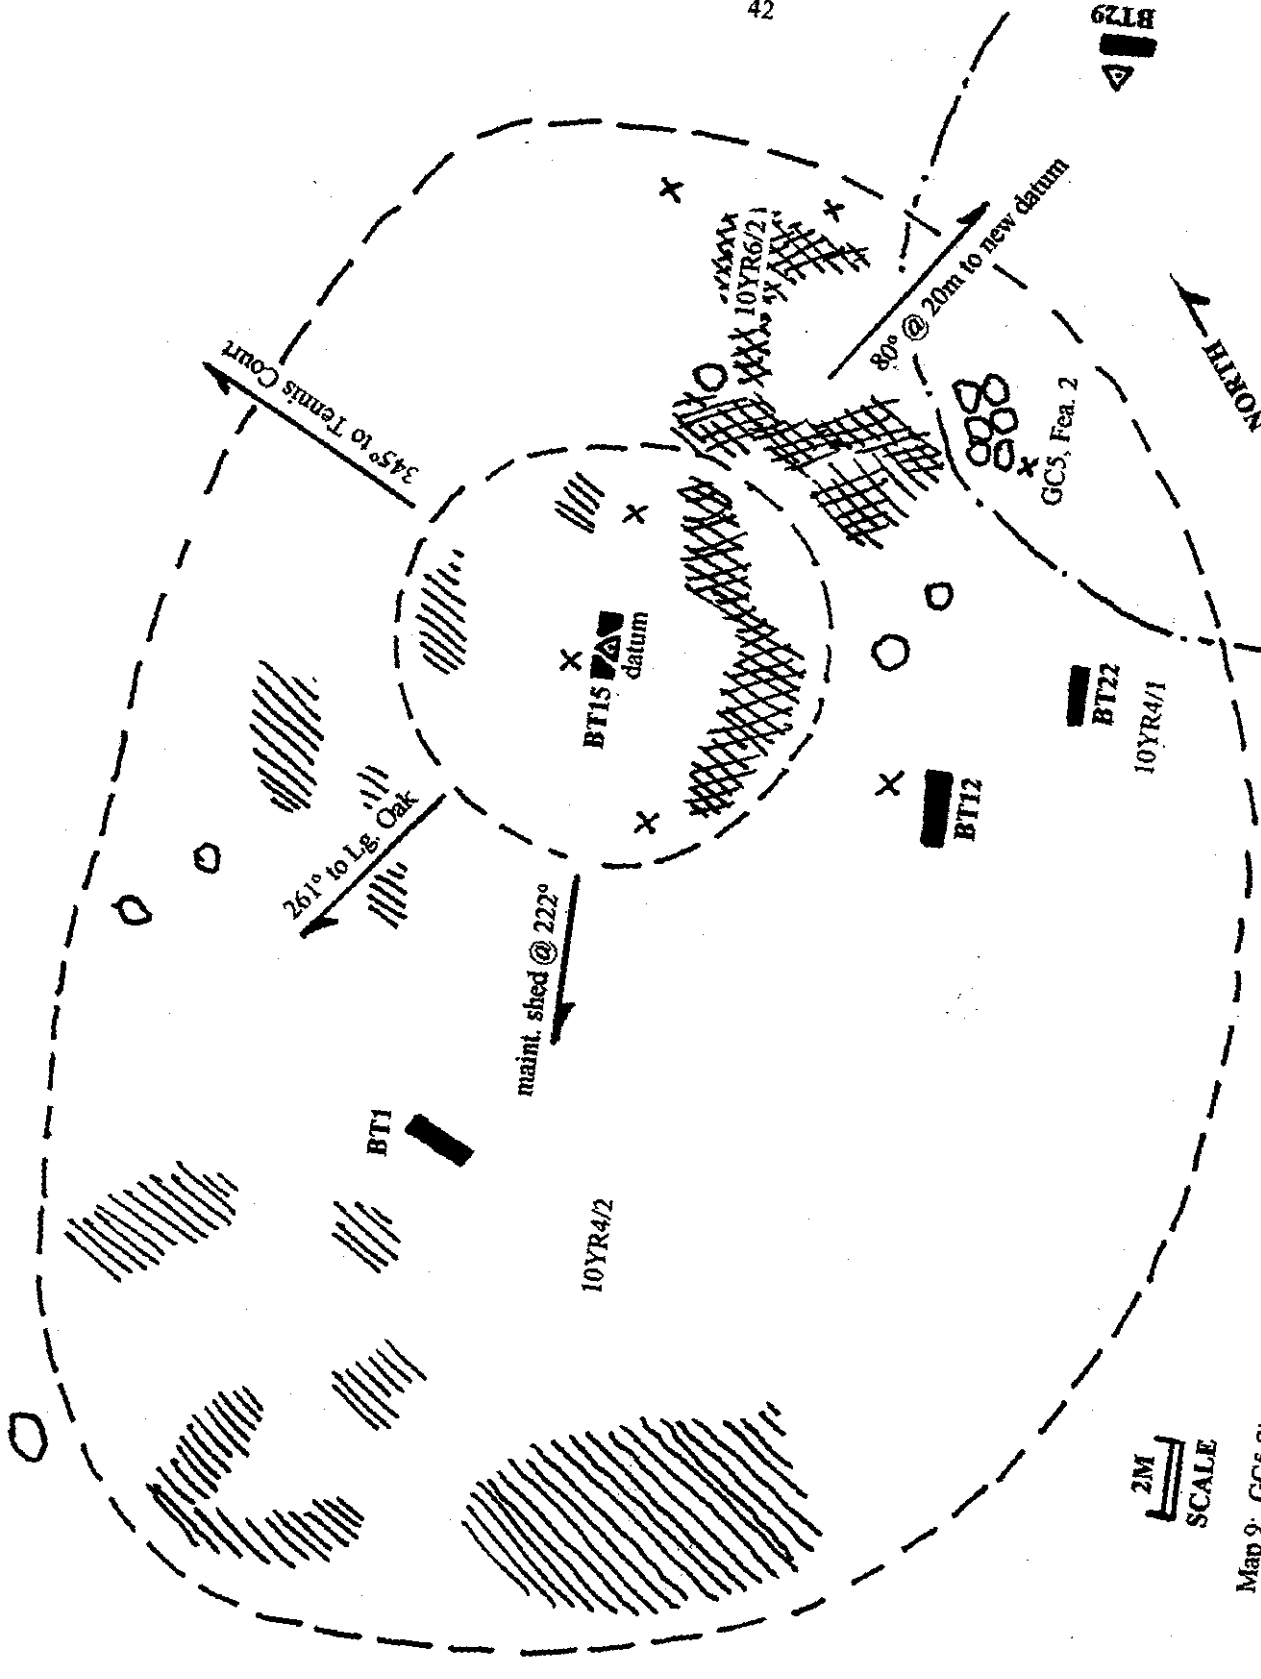 42
BT29
345° to Tennis Court
10YR6/2
80° @ 20m to new datum
GC5, Fea. 2
NORTH
BT15
datum
261° to Lg. Oak
maint. shed @ 222°
BT22
10YR4/1
BT12
BT1
10YR4/2
2M
SCALE
Map 9: